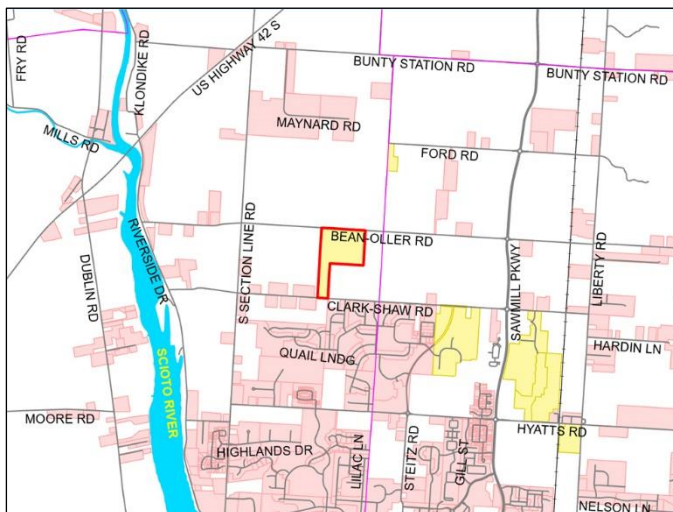 FRY RD
KLONDIKE RD
US HIGHWAY 42 S
BUNTY STATION RD
BUNTY STATION RD
MAYNARD RD
MILLS RD
FORD RD
S SECTION LINE RD
BEAN-OLLER RD
RIVERSIDE DR
DUBLIN RD
SAWMILL PKWY
LIBERTY RD
CLARK-SHAW RD
SCIOTO RIVER
QUAIL LNDG
HARDIN LN
MOORE RD
HYATTS RD
HIGHLANDS DR
LILAC LN
STEITZ RD
GILL ST
NELSON LN